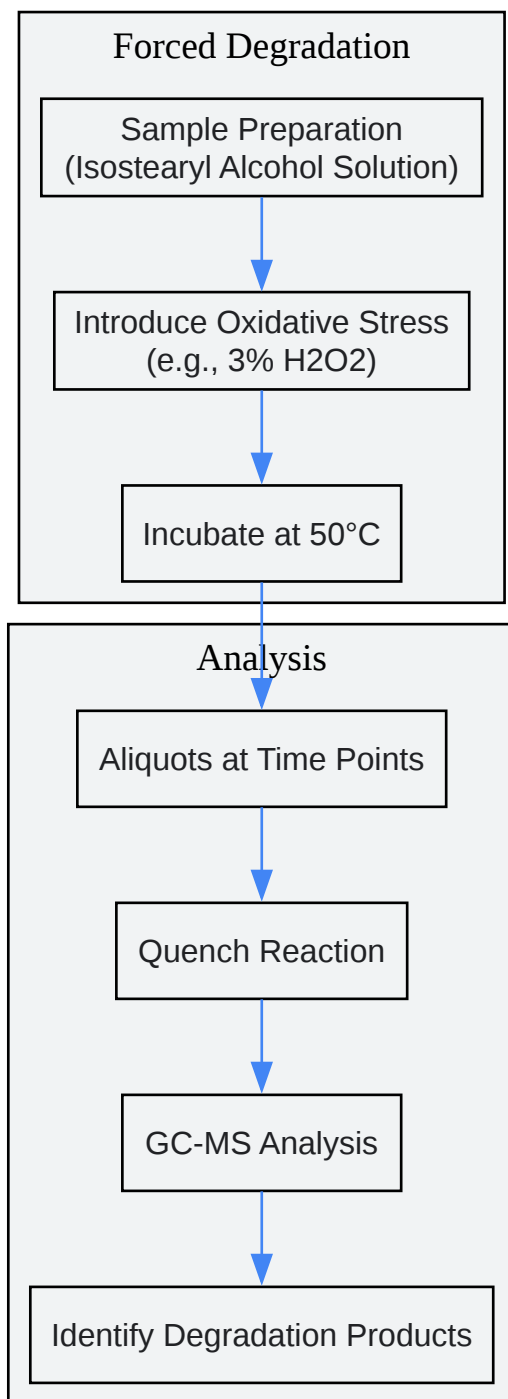 Forced Degradation
Sample Preparation
(Isostearyl Alcohol Solution)
Introduce Oxidative Stress
(e.g., 3% H2O2)
Incubate at 50°C
Analysis
Aliquots at Time Points
Quench Reaction
GC-MS Analysis
Identify Degradation Products